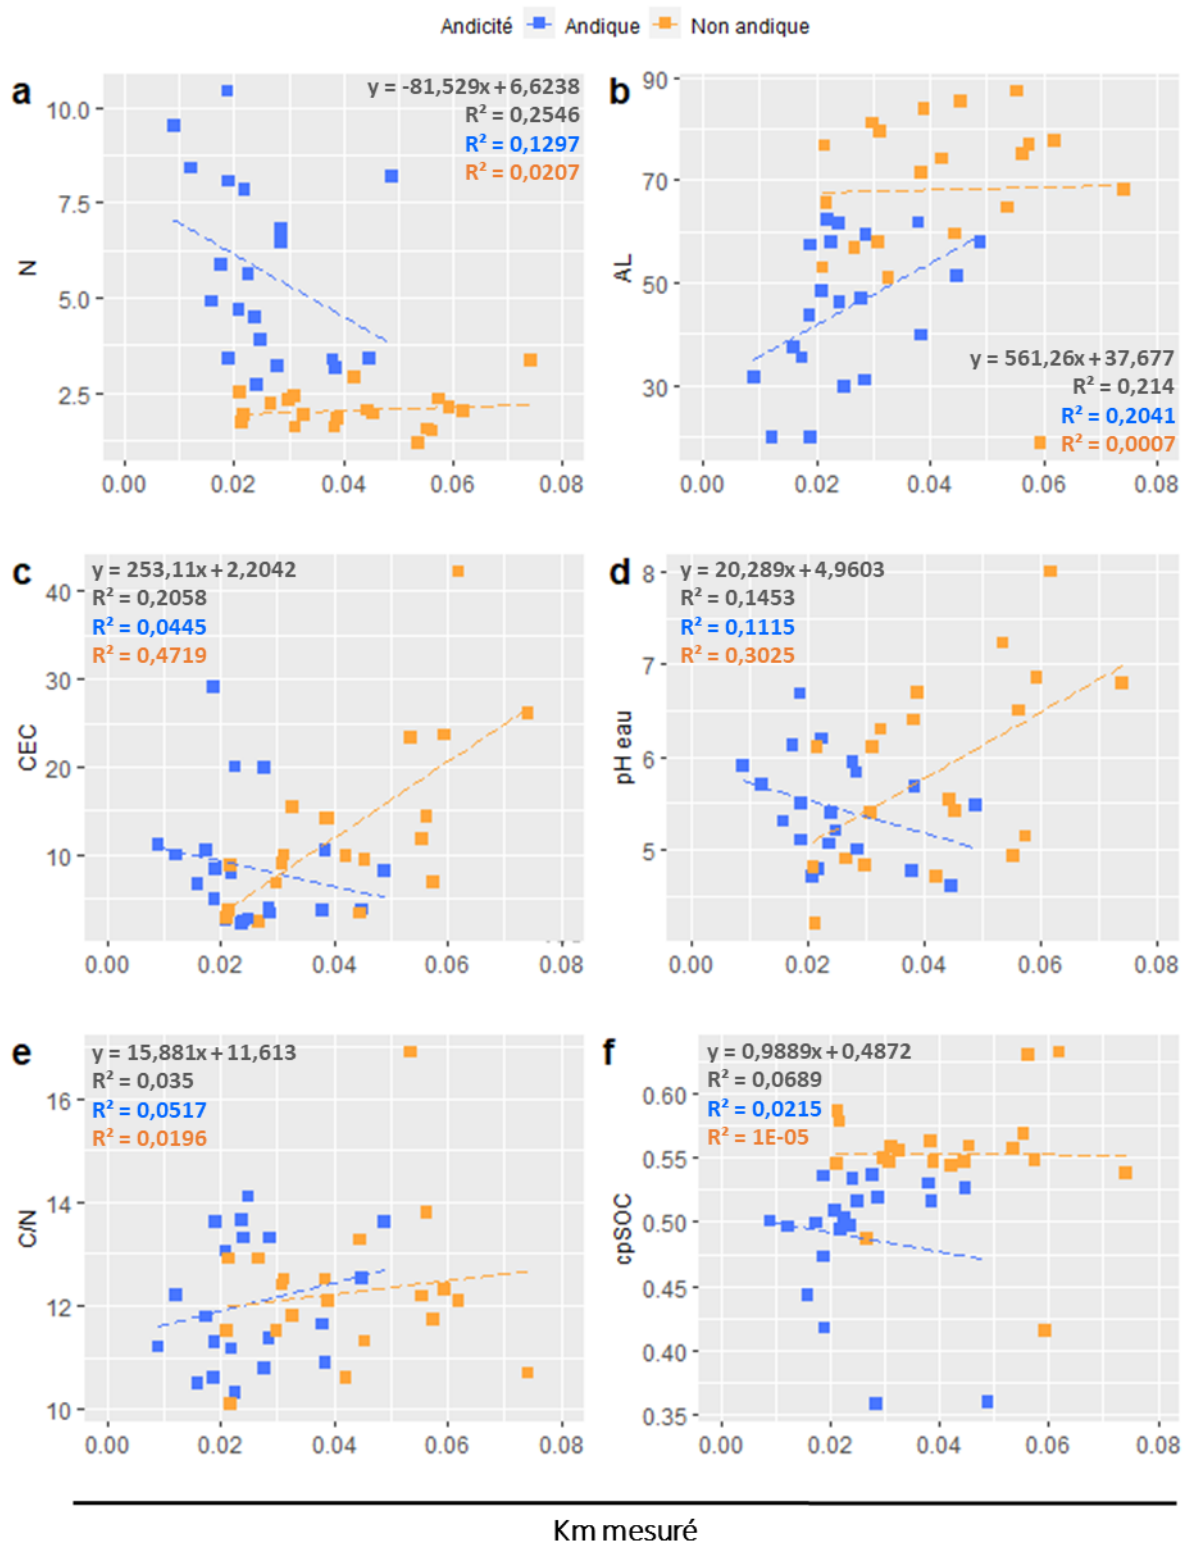 Andicité Andique Non andique
a
y = -81,529x + 6,6238
R² = 0,2546
R² = 0,1297
R² = 0,0207
N
10.0
7.5
5.0
2.5
0.00 0.02 0.04 0.06 0.08
b
AL
90
70
50
30
y = 561,26x + 37,677
R² = 0,214
R² = 0,2041
R² = 0,0007
0.00 0.02 0.04 0.06 0.08
c
y = 253,11x + 2,2042
R² = 0,2058
R² = 0,0445
R² = 0,4719
CEC
40
30
20
10
0.00 0.02 0.04 0.06 0.08
d
y = 20,289x + 4,9603
R² = 0,1453
R² = 0,1115
R² = 0,3025
pH eau
8
7
6
5
0.00 0.02 0.04 0.06 0.08
e
y = 15,881x + 11,613
R² = 0,035
R² = 0,0517
R² = 0,0196
C/N
16
14
12
10
0.00 0.02 0.04 0.06 0.08
f
y = 0,9889x + 0,4872
R² = 0,0689
R² = 0,0215
R² = 1E-05
cpSOC
0.60
0.55
0.50
0.45
0.40
0.35
0.00 0.02 0.04 0.06 0.08
Km mesuré